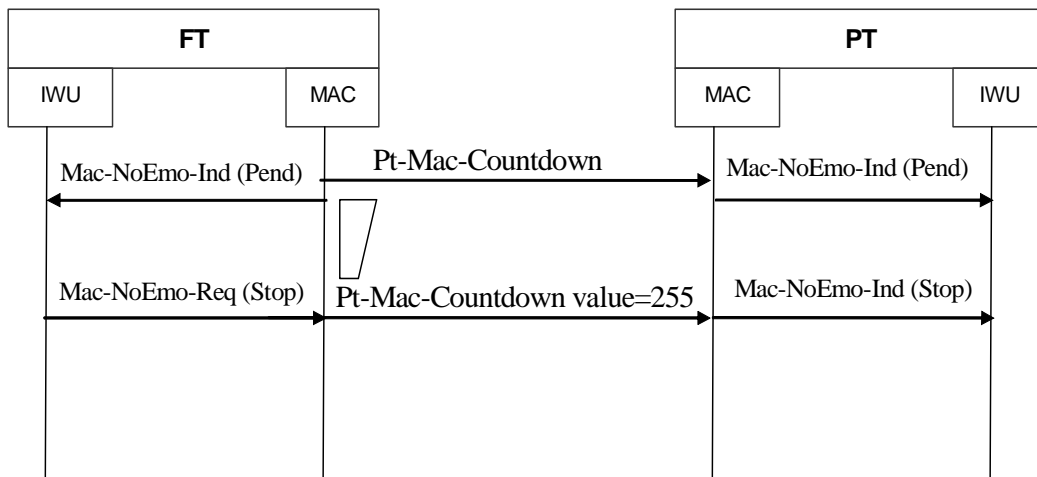 FT
PT
IWU
MAC
MAC
IWU
Mac-NoEmo-Ind (Pend)
Pt-Mac-Countdown
Mac-NoEmo-Ind (Pend)
Mac-NoEmo-Req (Stop)
Pt-Mac-Countdown value=255
Mac-NoEmo-Ind (Stop)